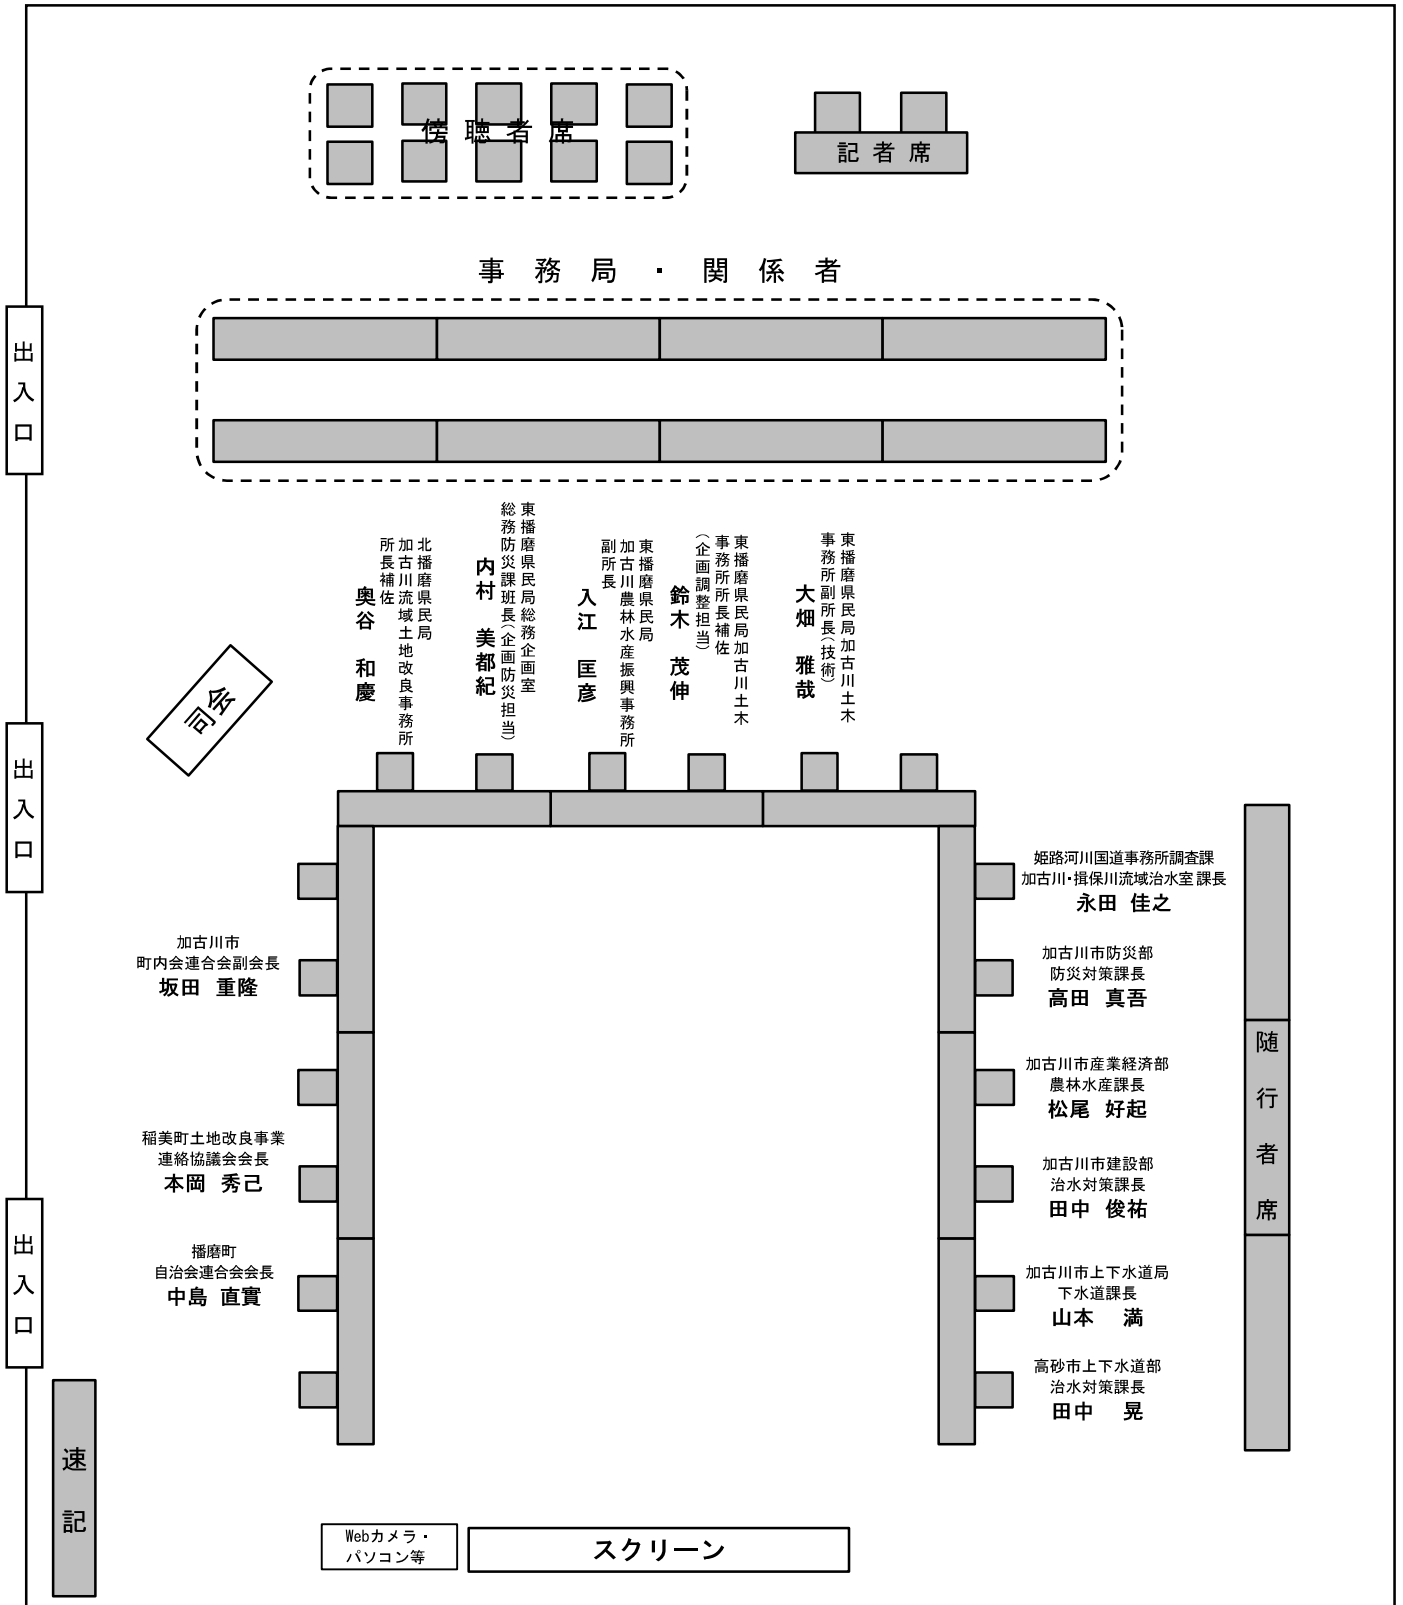 傍聴者席
記者席
事務局・関係者
出入口
東播磨県民局加古川土木
事務所副所長（技術）
大畑 雅哉
東播磨県民局加古川土木
事務所所長補佐
（企画調整担当）
鈴木 茂伸
東播磨県民局
加古川農林水産振興事務所
副所長
入江 匡彦
東播磨県民局総務企画室
総務防災課班長（企画防災担当）
内村 美都紀
北播磨県民局
加古川流域土地改良事務所
所長補佐
奥谷 和慶
司会
出入口
加古川市
町内会連合会副会長
坂田 重隆
稲美町土地改良事業
連絡協議会会長
本岡 秀己
播磨町
自治会連合会会長
中島 直實
姫路河川国道事務所調査課
加古川・揖保川流域治水室 課長
永田 佳之
加古川市防災部
防災対策課長
高田 真吾
加古川市産業経済部
農林水産課長
松尾 好起
加古川市建設部
治水対策課長
田中 俊祐
加古川市上下水道局
下水道課長
山本 満
高砂市上下水道部
治水対策課長
田中 晃
随行者席
出入口
速記
Webカメラ・
パソコン等
スクリーン